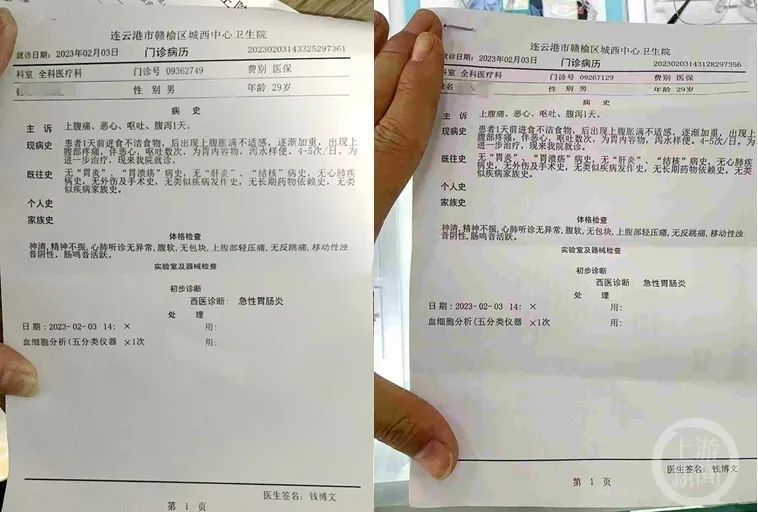 连云港市赣榆区城西中心卫生院
就诊日期：2023年02月03日 门诊病历 20230203143325297361
科室 全科医疗科 门诊号 09362749 费别 医保
性别 男 年龄 29岁
病 史
主 诉 上腹痛、恶心、呕吐、腹泻1天。
现病史 患者1天前进食不洁食物，后出现上腹胀满不适感，逐渐加重，出现上
腹部疼痛，伴恶心，呕吐数次，为胃内容物，泻水样便。4-5次/日。为
进一步治疗，现来我院就诊。
既往史 无“胃炎”、“胃溃疡”病史，无“肝炎”、“结核”病史，无心肺疾
病史，无外伤及手术史，无类似疾病发作史，无长期药物依赖史，无类
似疾病家族史。
个人史
家族史
体格检查
神清,精神不振,心肺听诊无异常,腹软,无包块,上腹部轻压痛,无反跳痛,移动性浊
音阴性,肠鸣音活跃。
实验室及器械检查
初步诊断
西医诊断: 急性胃肠炎
处 理
日期:2023-02-03 14: × 用:
血细胞分析(五分类仪器 ×1次
医生签名: 钱博文
第 1 页
连云港市赣榆区城西中心卫生院
就诊日期：2023年02月03日 门诊病历 20230203143128297356
科室 全科医疗科 门诊号 09267129 费别 医保
姓名 性别 男 年龄 29岁
病 史
主 诉 上腹痛、恶心、呕吐、腹泻1天。
现病史 患者1天前进食不洁食物，后出现上腹胀满不适感，逐渐加重，出现上
腹部疼痛，伴恶心，呕吐数次，为胃内容物，泻水样便。4-5次/日。为
进一步治疗，现来我院就诊。
既往史 无“胃炎”、“胃溃疡”病史，无“肝炎”、“结核”病史，无心肺疾
病史，无外伤及手术史，无类似疾病发作史，无长期药物依赖史，无类
似疾病家族史。
个人史
家族史
体格检查
神清,精神不振,心肺听诊无异常,腹软,无包块,上腹部轻压痛,无反跳痛,移动性浊
音阴性,肠鸣音活跃。
实验室及器械检查
初步诊断
西医诊断: 急性胃肠炎
处 理
日期:2023-02-03 14: × 用:
血细胞分析(五分类仪器 ×1次 用:
医生签名: 钱博文
第 1 页
上游新闻